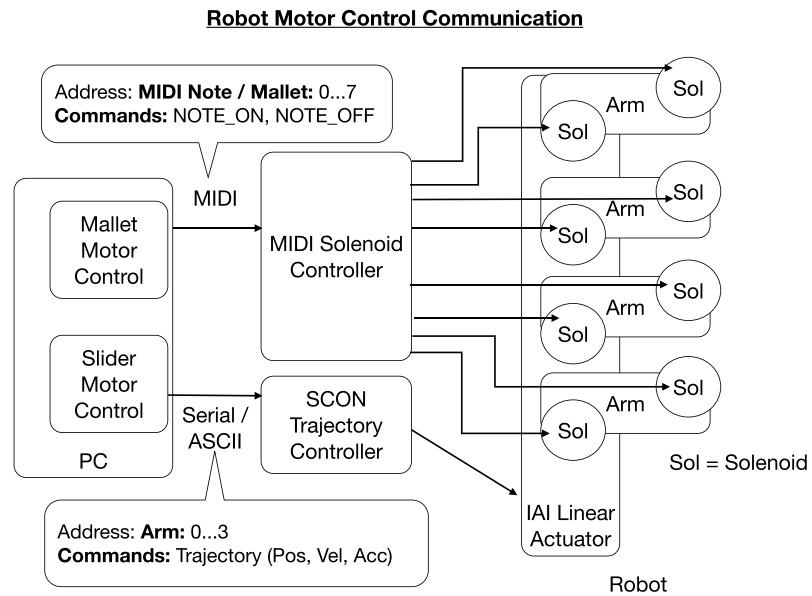 Robot Motor Control Communication
Address: MIDI Note / Mallet: 0...7
Commands: NOTE_ON, NOTE_OFF
MIDI
Mallet
Motor
Control
Slider
Motor
Control
PC
Serial /
ASCII
MIDI Solenoid
Controller
SCON
Trajectory
Controller
Address: Arm: 0...3
Commands: Trajectory (Pos, Vel, Acc)
Sol
Arm
Sol
Sol
Arm
Sol
Sol
Arm
Sol
Sol
Arm
Sol
Sol = Solenoid
IAI Linear
Actuator
Robot